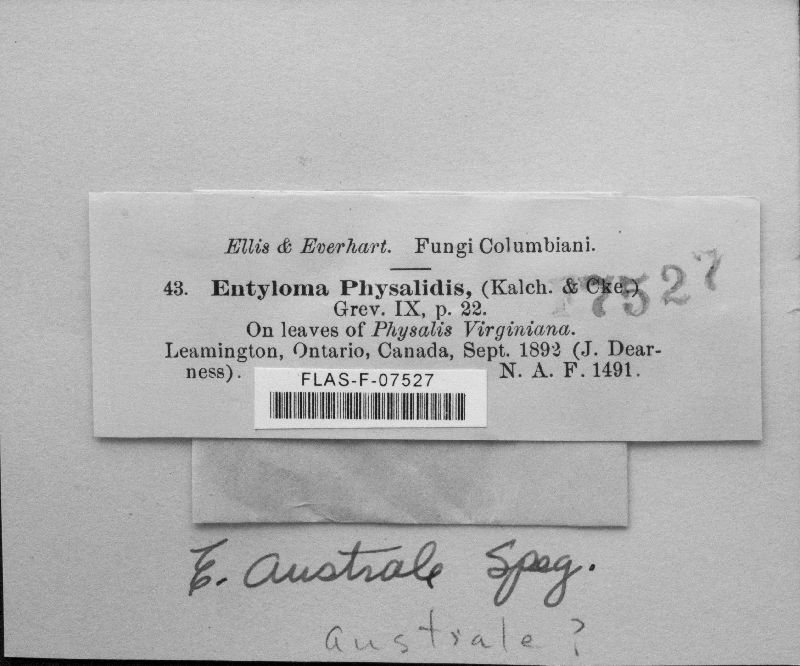 Ellis & Everhart. Fungi Columbiani.
43. Entyloma Physalidis, (Kalch. & Cke.)
F7527
Grev. IX, p. 22.
On leaves of Physalis Virginiana.
Leamington, Ontario, Canada, Sept. 1892 (J. Dear-
ness). N. A. F. 1491.
FLAS-F-07527
E. australe Speg.
australe?